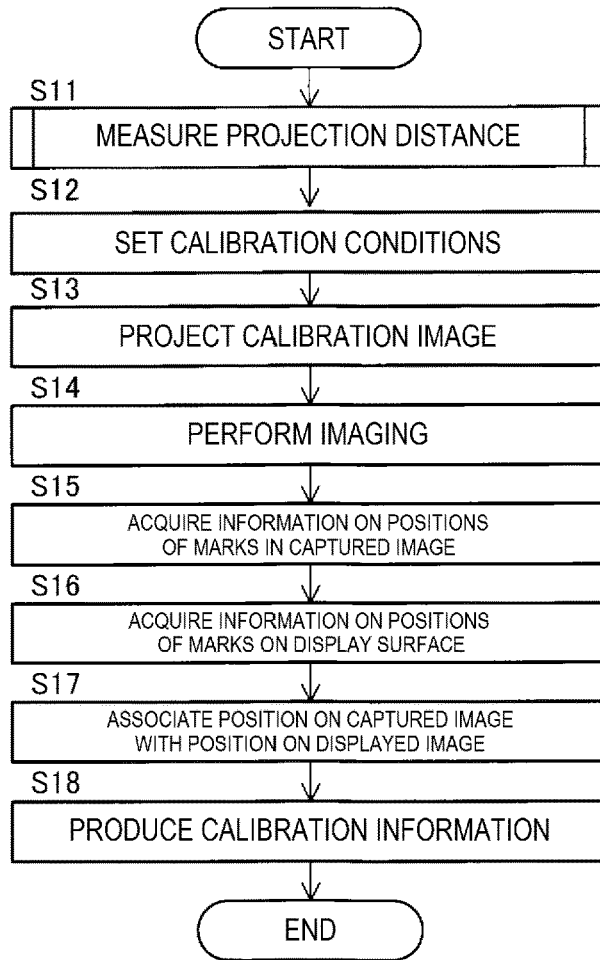 START
S11
MEASURE PROJECTION DISTANCE
S12
SET CALIBRATION CONDITIONS
S13
PROJECT CALIBRATION IMAGE
S14
PERFORM IMAGING
S15
ACQUIRE INFORMATION ON POSITIONS
OF MARKS IN CAPTURED IMAGE
S16
ACQUIRE INFORMATION ON POSITIONS
OF MARKS ON DISPLAY SURFACE
S17
ASSOCIATE POSITION ON CAPTURED IMAGE
WITH POSITION ON DISPLAYED IMAGE
S18
PRODUCE CALIBRATION INFORMATION
END